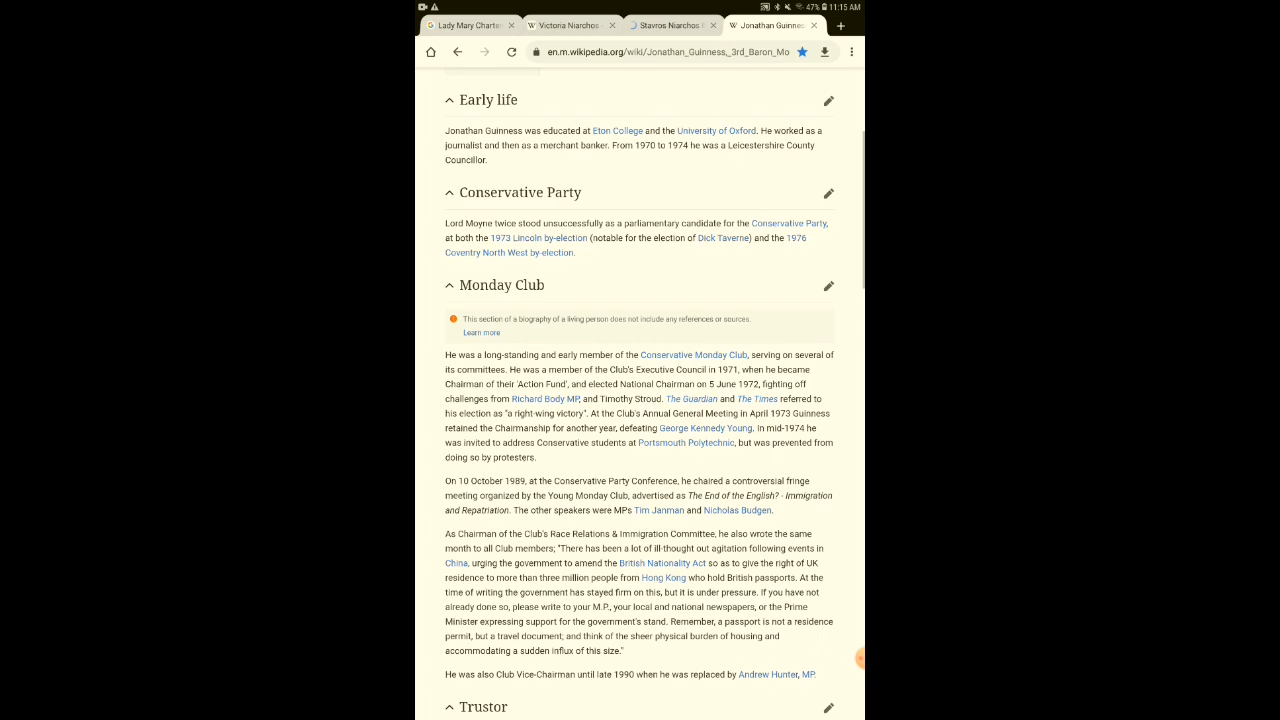 47% 11:15 AM
Lady Mary Charter
Victoria Niarchos
Stavros Niarchos
Jonathan Guinness
en.m.wikipedia.org/wiki/Jonathan_Guinness,_3rd_Baron_Mo
Early life
Jonathan Guinness was educated at Eton College and the University of Oxford. He worked as a
journalist and then as a merchant banker. From 1970 to 1974 he was a Leicestershire County
Councillor.
Conservative Party
Lord Moyne twice stood unsuccessfully as a parliamentary candidate for the Conservative Party,
at both the 1973 Lincoln by-election (notable for the election of Dick Taverne) and the 1976
Coventry North West by-election.
Monday Club
This section of a biography of a living person does not include any references or sources.
Learn more
He was a long-standing and early member of the Conservative Monday Club, serving on several of
its committees. He was a member of the Club's Executive Council in 1971, when he became
Chairman of their 'Action Fund', and elected National Chairman on 5 June 1972, fighting off
challenges from Richard Body MP, and Timothy Stroud. The Guardian and The Times referred to
his election as "a right-wing victory". At the Club's Annual General Meeting in April 1973 Guinness
retained the Chairmanship for another year, defeating George Kennedy Young. In mid-1974 he
was invited to address Conservative students at Portsmouth Polytechnic, but was prevented from
doing so by protesters.
On 10 October 1989, at the Conservative Party Conference, he chaired a controversial fringe
meeting organized by the Young Monday Club, advertised as The End of the English? - Immigration
and Repatriation. The other speakers were MPs Tim Janman and Nicholas Budgen.
As Chairman of the Club's Race Relations & Immigration Committee, he also wrote the same
month to all Club members; "There has been a lot of ill-thought out agitation following events in
China, urging the government to amend the British Nationality Act so as to give the right of UK
residence to more than three million people from Hong Kong who hold British passports. At the
time of writing the government has stayed firm on this, but it is under pressure. If you have not
already done so, please write to your M.P., your local and national newspapers, or the Prime
Minister expressing support for the government's stand. Remember, a passport is not a residence
permit, but a travel document; and think of the sheer physical burden of housing and
accommodating a sudden influx of this size."
He was also Club Vice-Chairman until late 1990 when he was replaced by Andrew Hunter, MP.
Trustor